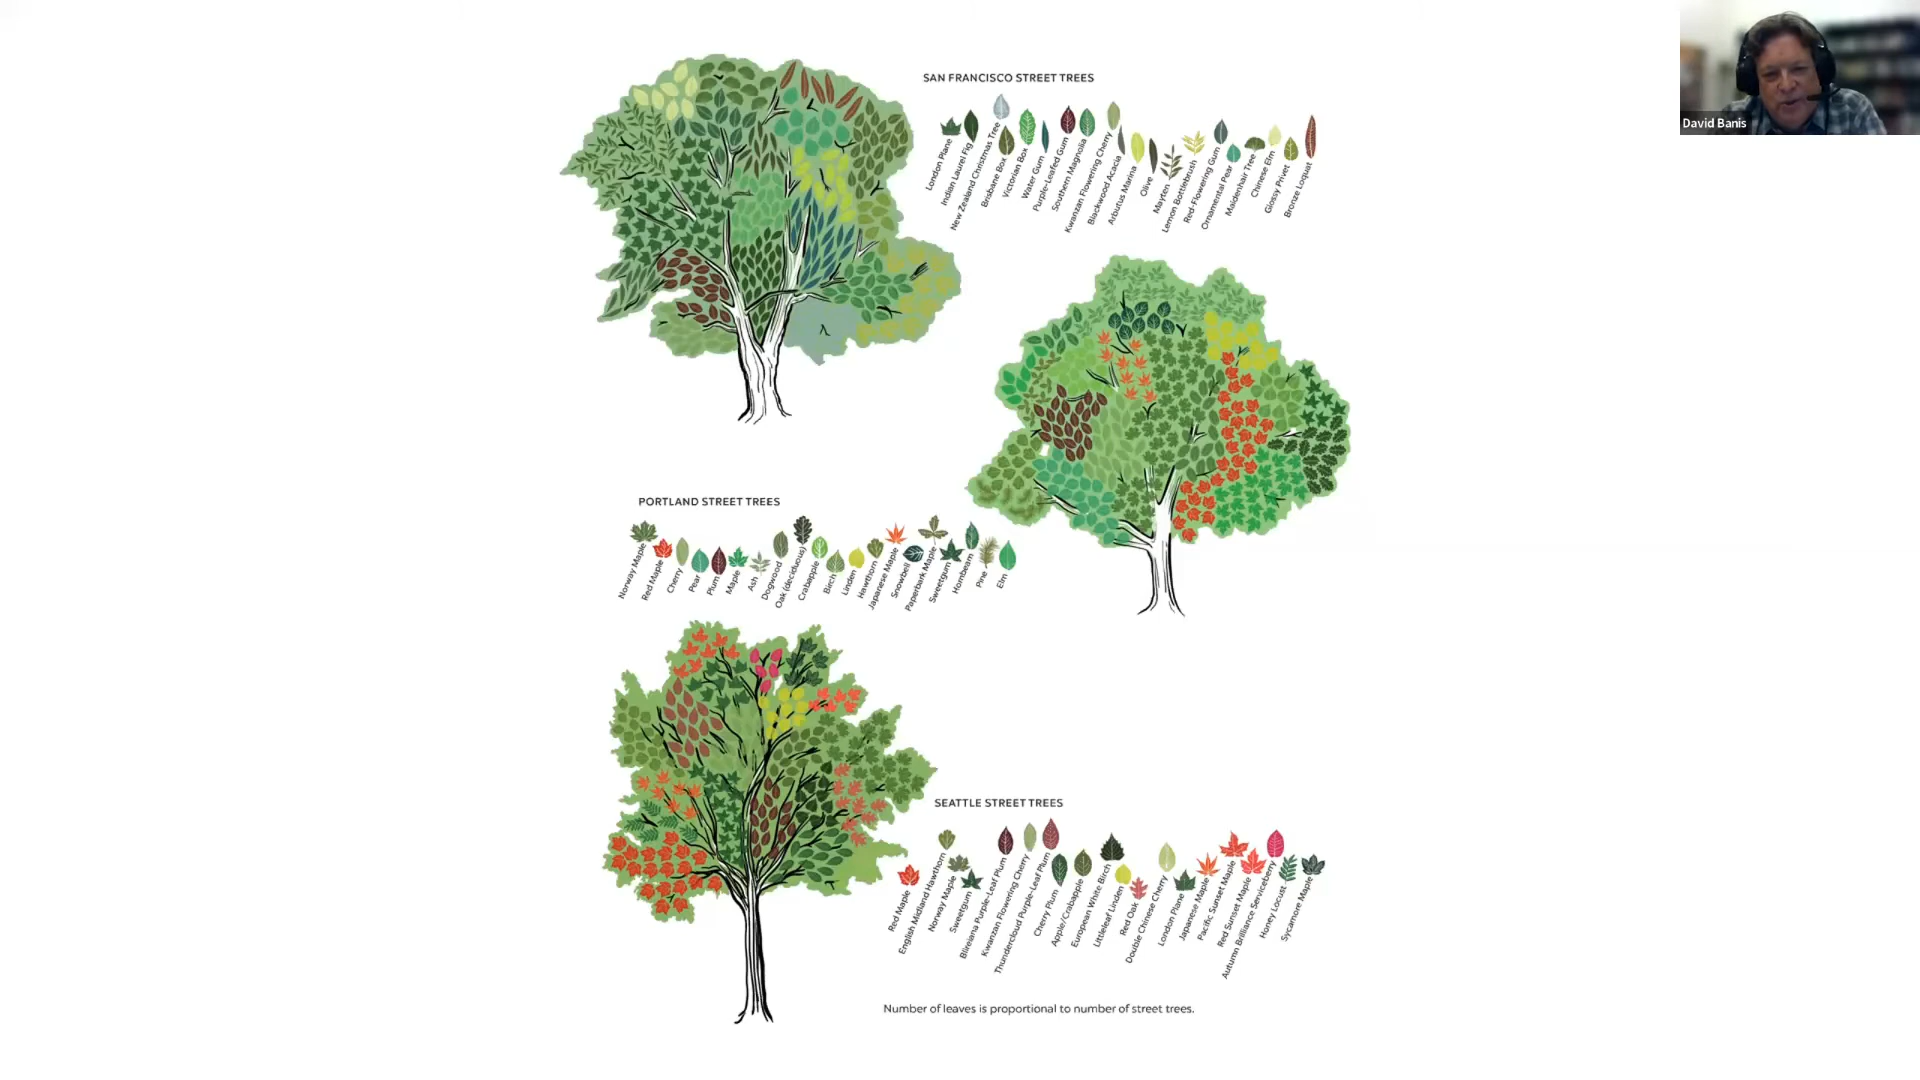 David Banis
SAN FRANCISCO STREET TREES
London Plane
Indian Laurel Fig
New Zealand Christmas Tree
Brisbane Box
Victorian Box
Water Gum
Purple-Leafed Gum
Southern Magnolia
Kwanzan Flowering Cherry
Blackwood Acacia
Arbutus Marina
Olive
Mayten
Lemon Bottlebrush
Red-Flowering Gum
Ornamental Pear
Maidenhair Tree
Chinese Elm
Glossy Privet
Bronze Loquat
PORTLAND STREET TREES
Norway Maple
Red Maple
Cherry
Pear
Plum
Maple
Ash
Dogwood
Oak (deciduous)
Crabapple
Birch
Linden
Hawthorn
Japanese Maple
Snowbell
Paperbark Maple
Sweetgum
Hornbeam
Pine
Elm
SEATTLE STREET TREES
Red Maple
English Midland Hawthorn
Norway Maple
Sweetgum
Blireiana Purple-Leaf Plum
Kwanzan Flowering Cherry
Thundercloud Purple-Leaf Plum
Cherry Plum
Apple/Crabapple
European White Birch
Littleleaf Linden
Red Oak
Double Chinese Cherry
London Plane
Japanese Maple
Pacific Sunset Maple
Red Sunset Maple
Autumn Brilliance Serviceberry
Honey Locust
Sycamore Maple
Number of leaves is proportional to number of street trees.